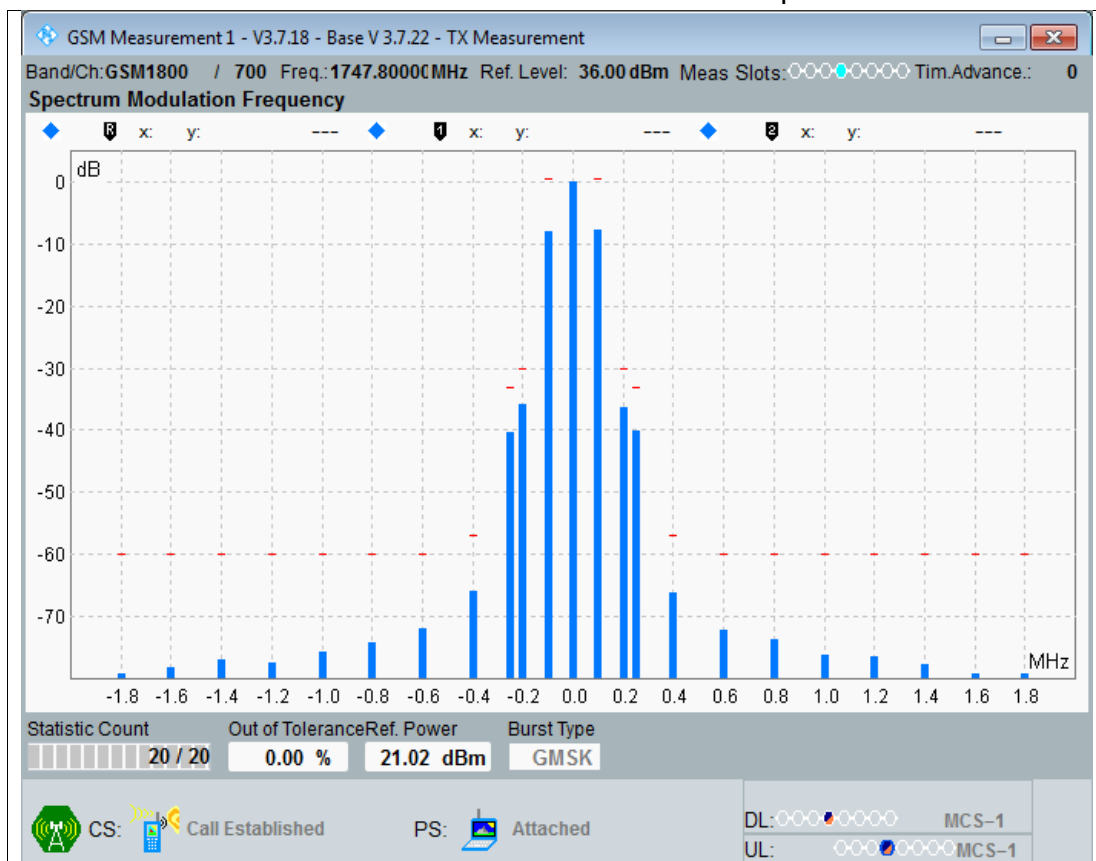 GSM Measurement 1 - V3.7.18 - Base V 3.7.22 - TX Measurement
Band/Ch:GSM1800 / 700 Freq.:1747.80000MHz Ref. Level: 36.00 dBm Meas Slots: Tim.Advance.: 0
Spectrum Modulation Frequency
R x: y: --- 1 x: y: --- 2 x: y: ---
dB
0
-10
-20
-30
-40
-50
-60
-70
MHz
-1.8 -1.6 -1.4 -1.2 -1.0 -0.8 -0.6 -0.4 -0.2 0.0 0.2 0.4 0.6 0.8 1.0 1.2 1.4 1.6 1.8
Statistic Count Out of Tolerance Ref. Power Burst Type
20 / 20 0.00 % 21.02 dBm GMSK
CS: Call Established PS: Attached DL: MCS-1
UL: MCS-1